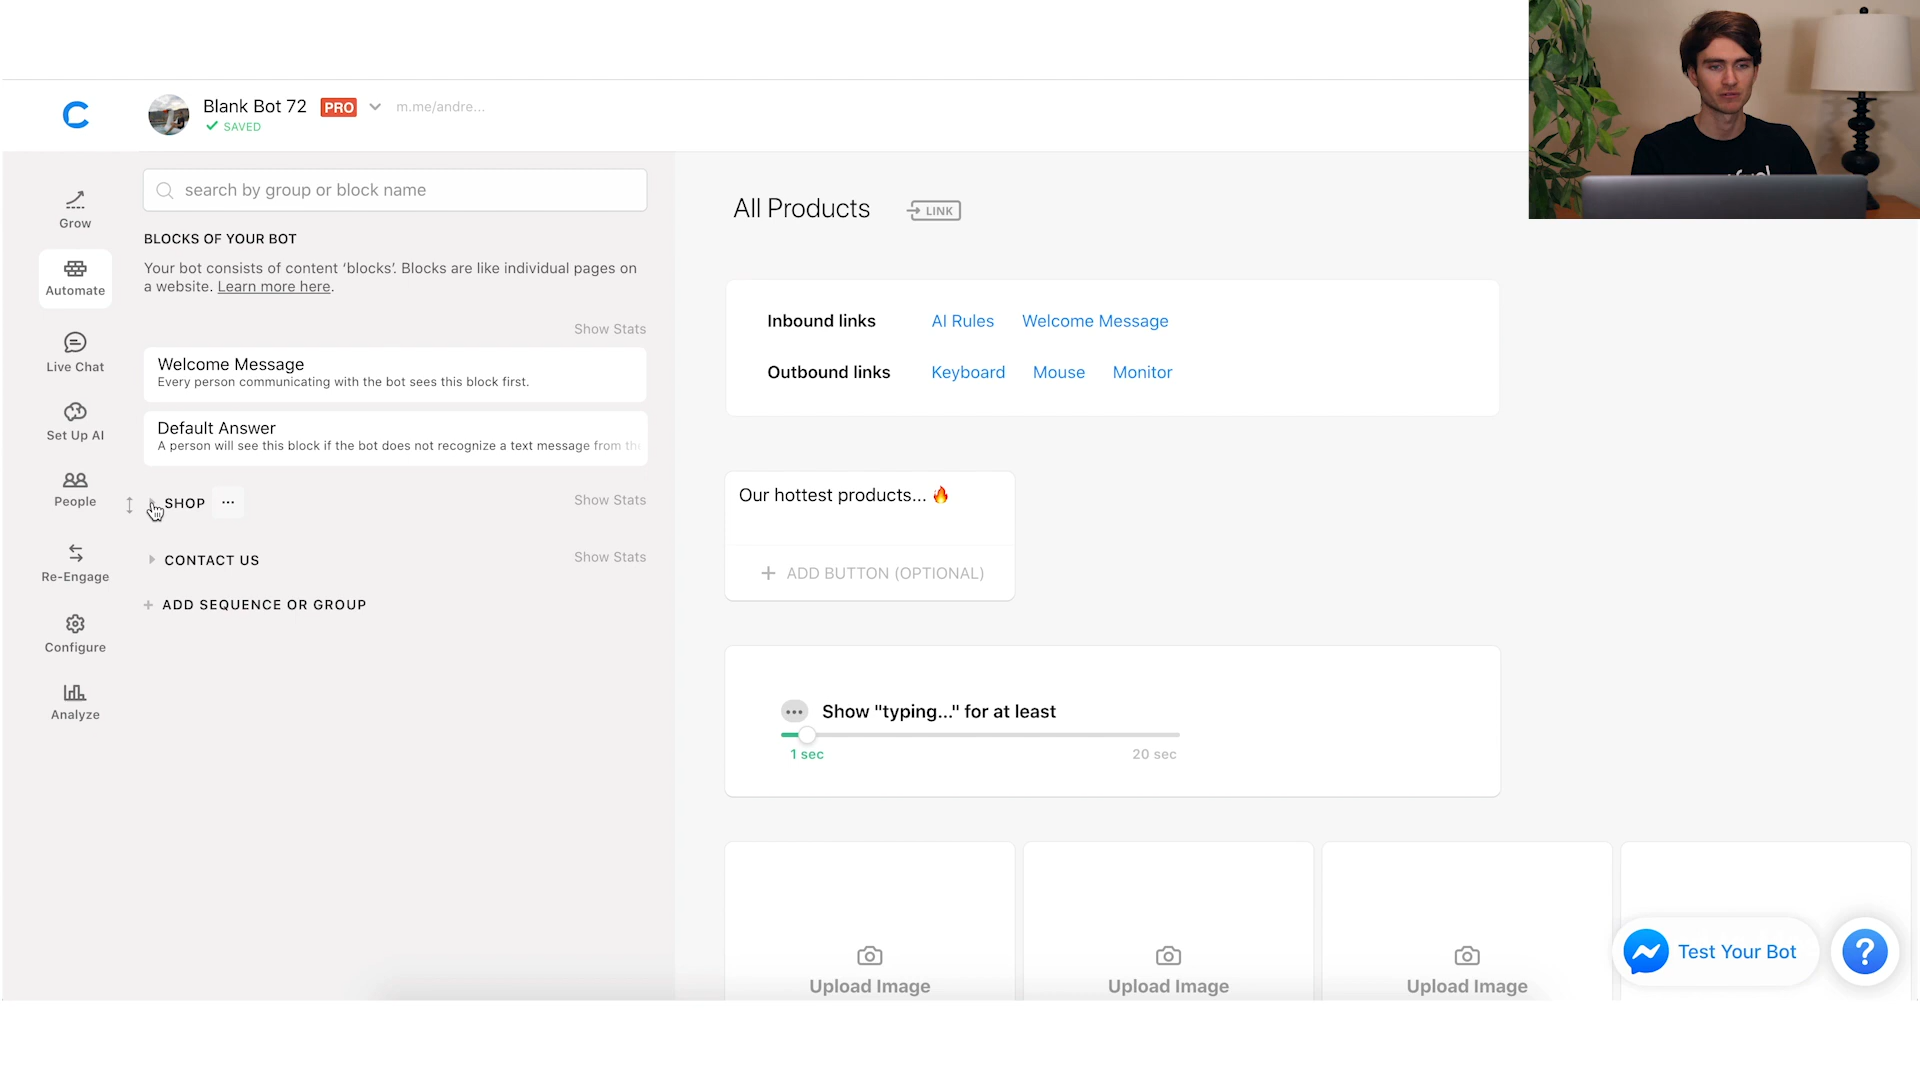 Blank Bot 72 PRO m.me/andre...
SAVED
Grow
Automate
Live Chat
Set Up AI
People
Re-Engage
Configure
Analyze
search by group or block name
BLOCKS OF YOUR BOT
Your bot consists of content ‘blocks’. Blocks are like individual pages on
a website. Learn more here.
Show Stats
Welcome Message
Every person communicating with the bot sees this block first.
Default Answer
A person will see this block if the bot does not recognize a text message from the
SHOP ... Show Stats
CONTACT US Show Stats
+ ADD SEQUENCE OR GROUP
All Products LINK
Inbound links AI Rules Welcome Message
Outbound links Keyboard Mouse Monitor
Our hottest products... 🔥
+ ADD BUTTON (OPTIONAL)
Show "typing..." for at least
1 sec 20 sec
Upload Image Upload Image Upload Image
Test Your Bot ?